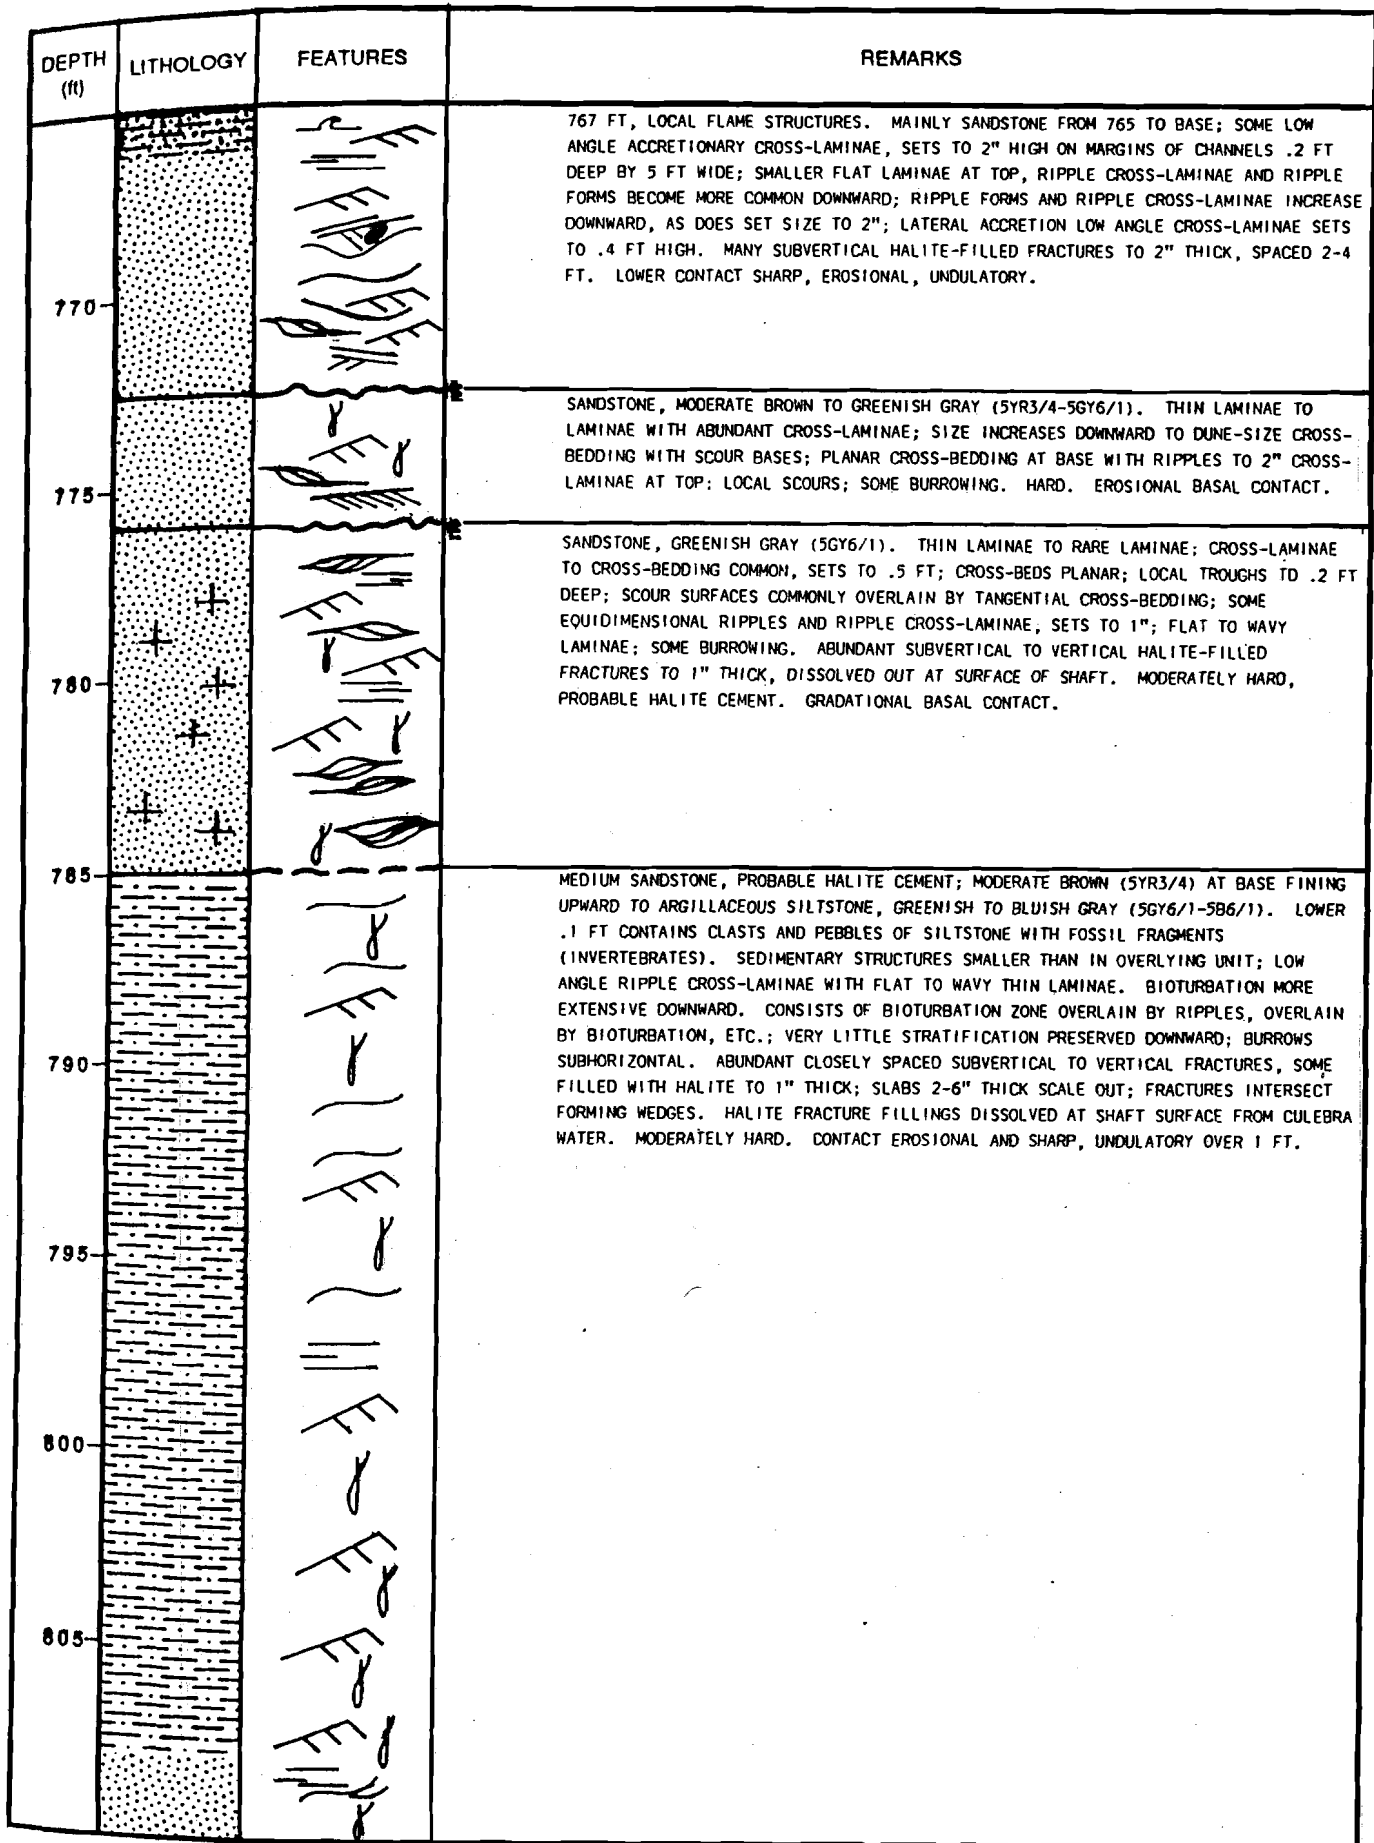 DEPTH (ft) LITHOLOGY FEATURES REMARKS
767 FT, LOCAL FLAME STRUCTURES. MAINLY SANDSTONE FROM 765 TO BASE; SOME LOW
ANGLE ACCRETIONARY CROSS-LAMINAE, SETS TO 2" HIGH ON MARGINS OF CHANNELS .2 FT
DEEP BY 5 FT WIDE; SMALLER FLAT LAMINAE AT TOP, RIPPLE CROSS-LAMINAE AND RIPPLE
FORMS BECOME MORE COMMON DOWNWARD; RIPPLE FORMS AND RIPPLE CROSS-LAMINAE INCREASE
DOWNWARD, AS DOES SET SIZE TO 2"; LATERAL ACCRETION LOW ANGLE CROSS-LAMINAE SETS
TO .4 FT HIGH. MANY SUBVERTICAL HALITE-FILLED FRACTURES TO 2" THICK, SPACED 2-4
FT. LOWER CONTACT SHARP, EROSIONAL, UNDULATORY.
770
SANDSTONE, MODERATE BROWN TO GREENISH GRAY (5YR3/4-5GY6/1). THIN LAMINAE TO
LAMINAE WITH ABUNDANT CROSS-LAMINAE; SIZE INCREASES DOWNWARD TO DUNE-SIZE CROSS-
BEDDING WITH SCOUR BASES; PLANAR CROSS-BEDDING AT BASE WITH RIPPLES TO 2" CROSS-
LAMINAE AT TOP; LOCAL SCOURS; SOME BURROWING. HARD. EROSIONAL BASAL CONTACT.
775
SANDSTONE, GREENISH GRAY (5GY6/1). THIN LAMINAE TO RARE LAMINAE; CROSS-LAMINAE
TO CROSS-BEDDING COMMON, SETS TO .5 FT; CROSS-BEDS PLANAR; LOCAL TROUGHS TO .2 FT
DEEP; SCOUR SURFACES COMMONLY OVERLAIN BY TANGENTIAL CROSS-BEDDING; SOME
EQUIDIMENSIONAL RIPPLES AND RIPPLE CROSS-LAMINAE, SETS TO 1"; FLAT TO WAVY
LAMINAE; SOME BURROWING. ABUNDANT SUBVERTICAL TO VERTICAL HALITE-FILLED
FRACTURES TO 1" THICK, DISSOLVED OUT AT SURFACE OF SHAFT. MODERATELY HARD,
PROBABLE HALITE CEMENT. GRADATIONAL BASAL CONTACT.
780
785
MEDIUM SANDSTONE, PROBABLE HALITE CEMENT; MODERATE BROWN (5YR3/4) AT BASE FINING
UPWARD TO ARGILLACEOUS SILTSTONE, GREENISH TO BLUISH GRAY (5GY6/1-5B6/1). LOWER
.1 FT CONTAINS CLASTS AND PEBBLES OF SILTSTONE WITH FOSSIL FRAGMENTS
(INVERTEBRATES). SEDIMENTARY STRUCTURES SMALLER THAN IN OVERLYING UNIT; LOW
ANGLE RIPPLE CROSS-LAMINAE WITH FLAT TO WAVY THIN LAMINAE. BIOTURBATION MORE
EXTENSIVE DOWNWARD. CONSISTS OF BIOTURBATION ZONE OVERLAIN BY RIPPLES, OVERLAIN
BY BIOTURBATION, ETC.; VERY LITTLE STRATIFICATION PRESERVED DOWNWARD; BURROWS
SUBHORIZONTAL. ABUNDANT CLOSELY SPACED SUBVERTICAL TO VERTICAL FRACTURES, SOME
FILLED WITH HALITE TO 1" THICK; SLABS 2-6" THICK SCALE OUT; FRACTURES INTERSECT
FORMING WEDGES. HALITE FRACTURE FILLINGS DISSOLVED AT SHAFT SURFACE FROM CULEBRA
WATER. MODERATELY HARD. CONTACT EROSIONAL AND SHARP, UNDULATORY OVER 1 FT.
790
795
800
805